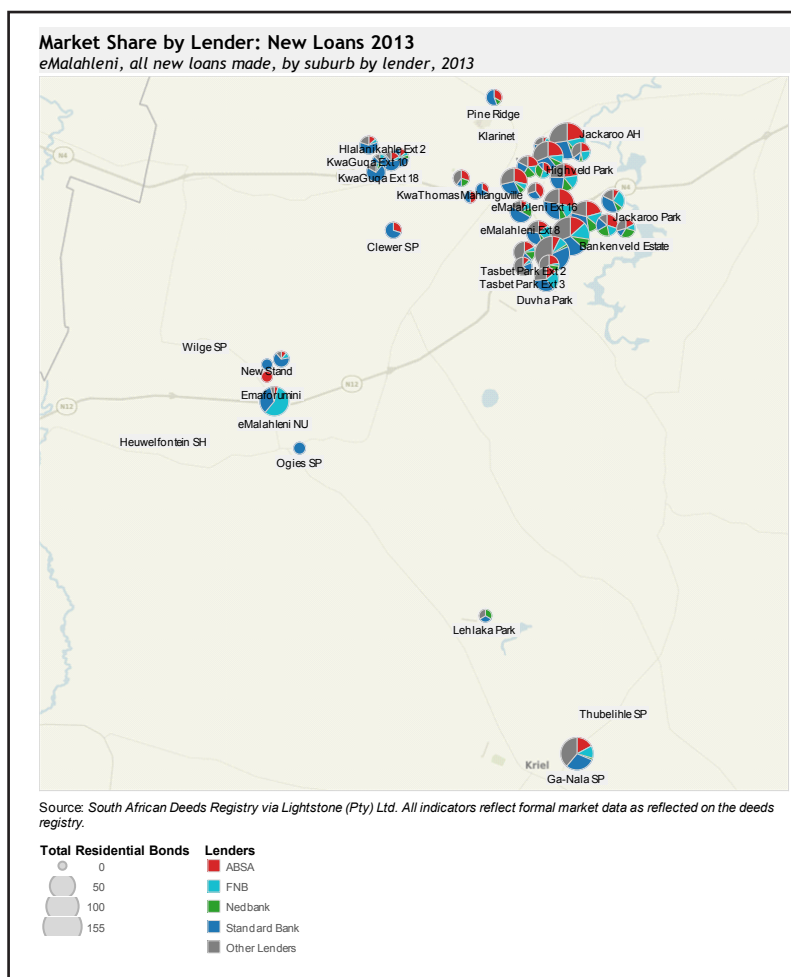 Market Share by Lender: New Loans 2013
eMalahleni, all new loans made, by suburb by lender, 2013
Pine Ridge
Klarinet
Jackaroo AH
Hlalanikahle Ext 2
N4
KwaGuqa Ext 10
Highveld Park
KwaGuqa Ext 18
N4
KwaThomas Mahlanguville
eMalahleni Ext 16
Jackaroo Park
eMalahleni Ext 8
Clewer SP
Bankenveld Estate
Tasbet Park Ext 2
Tasbet Park Ext 3
Duvha Park
Wilge SP
New Stand
N12
Emaforumini
N12
eMalahleni NU
Heuwelfontein SH
Ogies SP
Lehlaka Park
Thubelihle SP
Kriel
Ga-Nala SP
Source: South African Deeds Registry via Lightstone (Pty) Ltd. All indicators reflect formal market data as reflected on the deeds
registry.
Total Residential Bonds
0
50
100
155
Lenders
ABSA
FNB
Nedbank
Standard Bank
Other Lenders